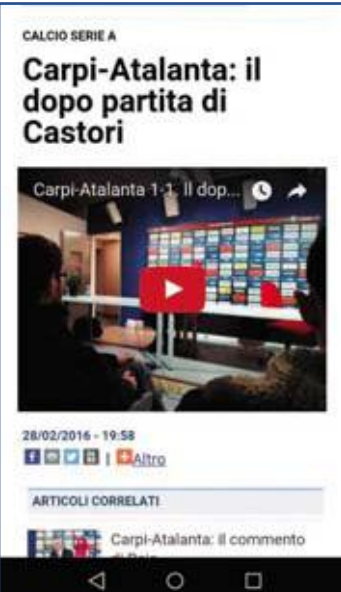 CALCIO SERIE A
Carpi-Atalanta: il
dopo partita di
Castori
Carpi-Atalanta 1-1. Il dop...
28/02/2016 - 19:58
| Altro
ARTICOLI CORRELATI
Carpi-Atalanta: il commento